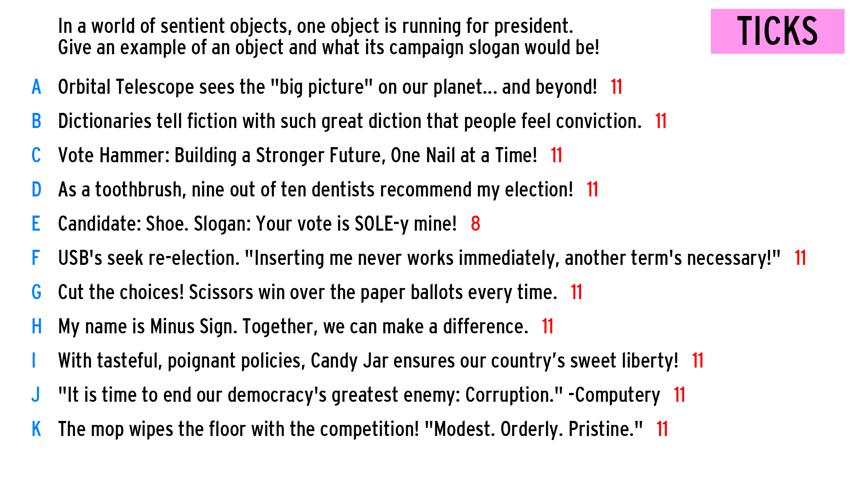 In a world of sentient objects, one object is running for president.
Give an example of an object and what its campaign slogan would be!
TICKS
A Orbital Telescope sees the "big picture" on our planet... and beyond! 11
B Dictionaries tell fiction with such great diction that people feel conviction. 11
C Vote Hammer: Building a Stronger Future, One Nail at a Time! 11
D As a toothbrush, nine out of ten dentists recommend my election! 11
E Candidate: Shoe. Slogan: Your vote is SOLE-y mine! 8
F USB's seek re-election. "Inserting me never works immediately, another term's necessary!" 11
G Cut the choices! Scissors win over the paper ballots every time. 11
H My name is Minus Sign. Together, we can make a difference. 11
I With tasteful, poignant policies, Candy Jar ensures our country’s sweet liberty! 11
J "It is time to end our democracy's greatest enemy: Corruption." -Computery 11
K The mop wipes the floor with the competition! "Modest. Orderly. Pristine." 11